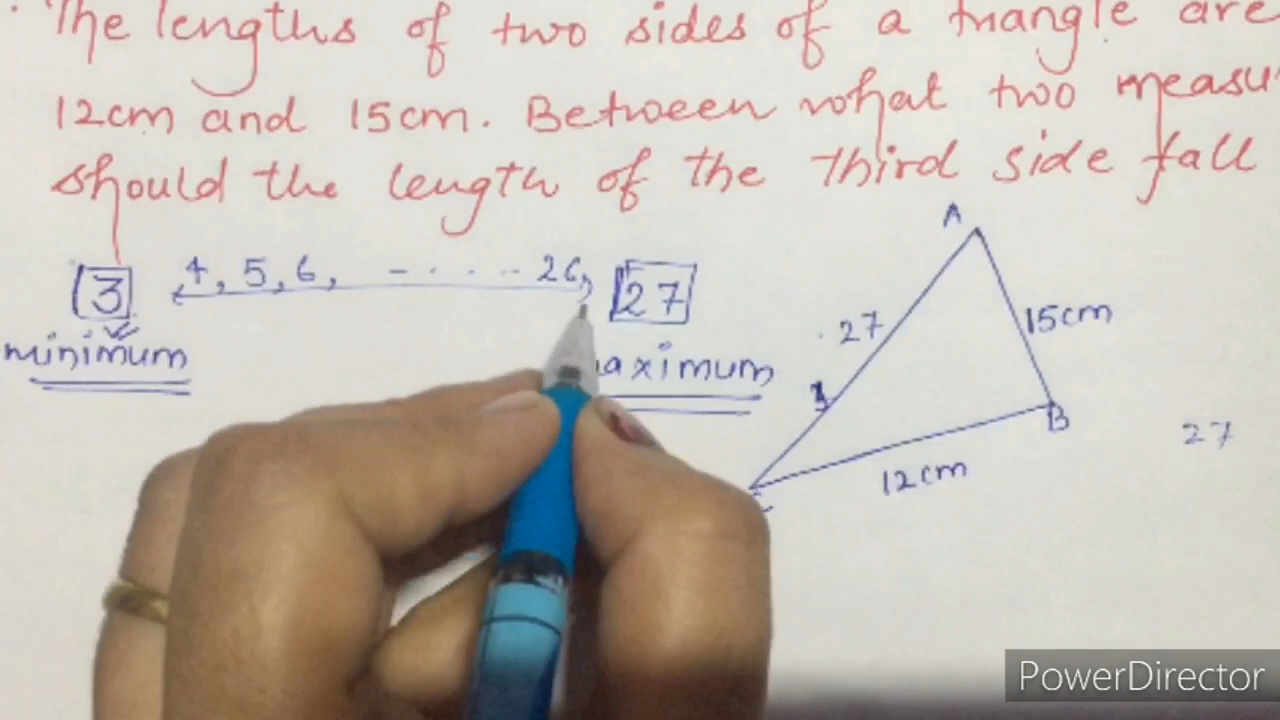 The lengths of two sides of a triangle are
12cm and 15cm. Between what two measu
should the length of the third side fall
A
3 4, 5, 6, - . . . . - 26, 27
minimum aximum
27 15cm
B
27
12cm
C
PowerDirector